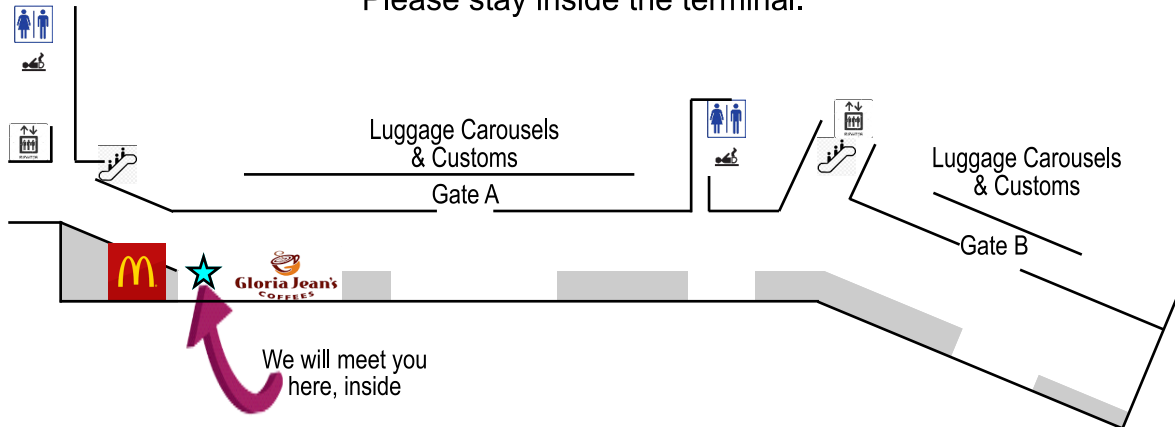 Please stay inside the terminal.
Luggage Carousels
& Customs
Gate A
Luggage Carousels
& Customs
Gate B
Gloria Jean's
COFFEES
We will meet you
here, inside